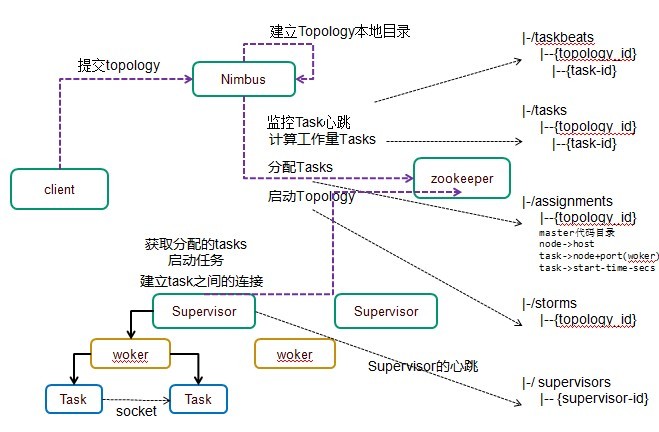 建立Topology本地目录
提交topology
Nimbus
client
监控Task心跳
计算工作量Tasks
分配Tasks
启动Topology
zookeeper
获取分配的tasks
启动任务
建立task之间的连接
Supervisor
Supervisor
woker
woker
Supervisor的心跳
Task
Task
socket
|-/taskbeats
|--{topology_id}
|--{task-id}
|-/tasks
|--{topology_id}
|--{task-id}
|-/assignments
|--{topology_id}
master代码目录
node->host
task->node+port(woker)
task->start-time-secs
|-/storms
|--{topology_id}
|-/ supervisors
|-- {supervisor-id}